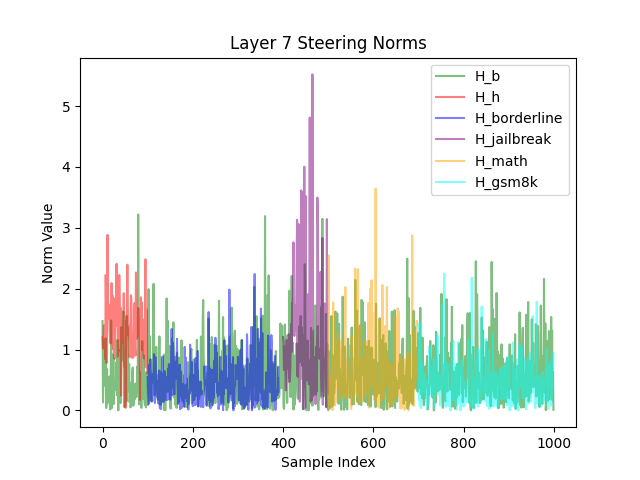 Layer 7 Steering Norms
H_b
H_h
H_borderline
H_jailbreak
H_math
H_gsm8k
Norm Value
5
4
3
2
1
0
0
200
400
600
800
1000
Sample Index